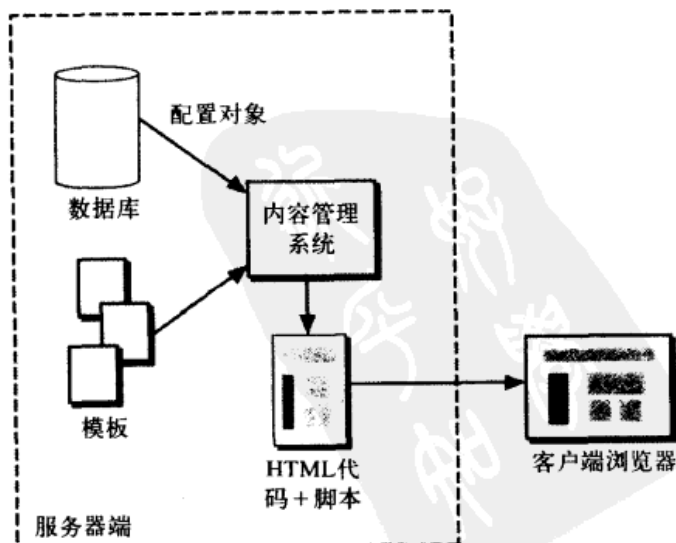 配置对象
数据库
内容管理
系统
模板
HTML代
码+脚本
客户端浏览器
服务器端